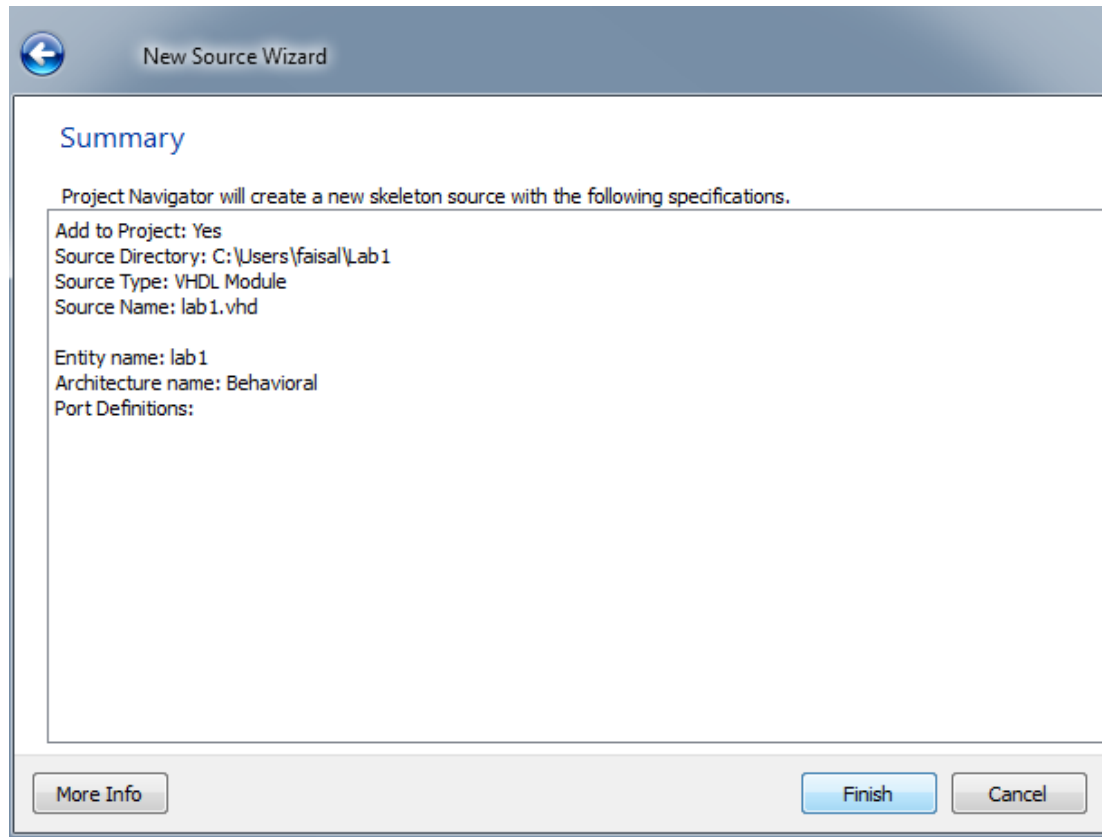 New Source Wizard
Summary
Project Navigator will create a new skeleton source with the following specifications.
Add to Project: Yes
Source Directory: C:\Users\faisal\Lab1
Source Type: VHDL Module
Source Name: lab1.vhd
Entity name: lab1
Architecture name: Behavioral
Port Definitions:
More Info
Finish
Cancel